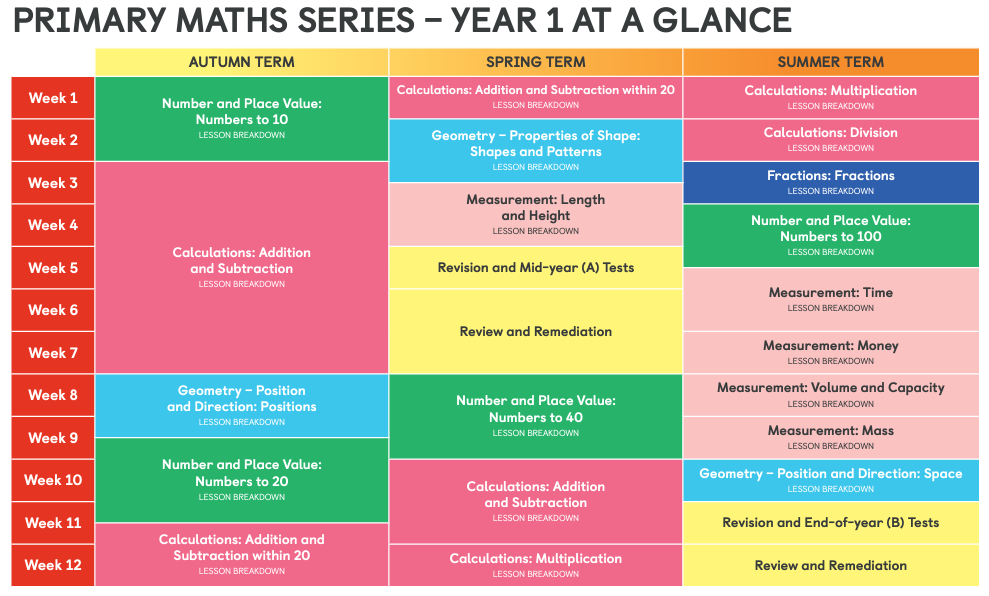 PRIMARY MATHS SERIES – YEAR 1 AT A GLANCE
AUTUMN TERM
SPRING TERM
SUMMER TERM
Week 1
Week 2
Week 3
Week 4
Week 5
Week 6
Week 7
Week 8
Week 9
Week 10
Week 11
Week 12
Number and Place Value:
Numbers to 10
LESSON BREAKDOWN
Calculations: Addition
and Subtraction
LESSON BREAKDOWN
Geometry – Position
and Direction: Positions
LESSON BREAKDOWN
Number and Place Value:
Numbers to 20
LESSON BREAKDOWN
Calculations: Addition and
Subtraction within 20
LESSON BREAKDOWN
Calculations: Addition and Subtraction within 20
LESSON BREAKDOWN
Geometry – Properties of Shape:
Shapes and Patterns
LESSON BREAKDOWN
Measurement: Length
and Height
LESSON BREAKDOWN
Revision and Mid-year (A) Tests
Review and Remediation
Number and Place Value:
Numbers to 40
LESSON BREAKDOWN
Calculations: Addition
and Subtraction
LESSON BREAKDOWN
Calculations: Multiplication
LESSON BREAKDOWN
Calculations: Multiplication
LESSON BREAKDOWN
Calculations: Division
LESSON BREAKDOWN
Fractions: Fractions
LESSON BREAKDOWN
Number and Place Value:
Numbers to 100
LESSON BREAKDOWN
Measurement: Time
LESSON BREAKDOWN
Measurement: Money
LESSON BREAKDOWN
Measurement: Volume and Capacity
LESSON BREAKDOWN
Measurement: Mass
LESSON BREAKDOWN
Geometry – Position and Direction: Space
LESSON BREAKDOWN
Revision and End-of-year (B) Tests
Review and Remediation